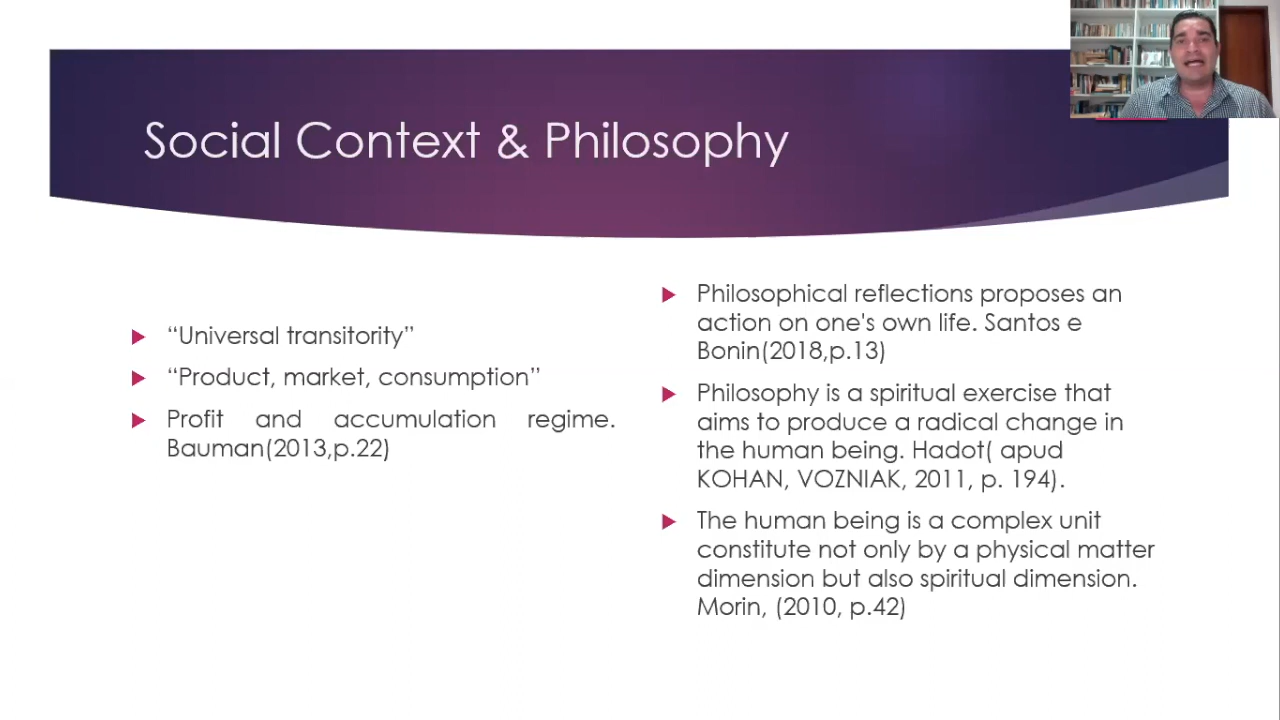 Social Context & Philosophy
“Universal transitority”
“Product, market, consumption”
Profit and accumulation regime.
Bauman(2013,p.22)
Philosophical reflections proposes an
action on one's own life. Santos e
Bonin(2018,p.13)
Philosophy is a spiritual exercise that
aims to produce a radical change in
the human being. Hadot( apud
KOHAN, VOZNIAK, 2011, p. 194).
The human being is a complex unit
constitute not only by a physical matter
dimension but also spiritual dimension.
Morin, (2010, p.42)